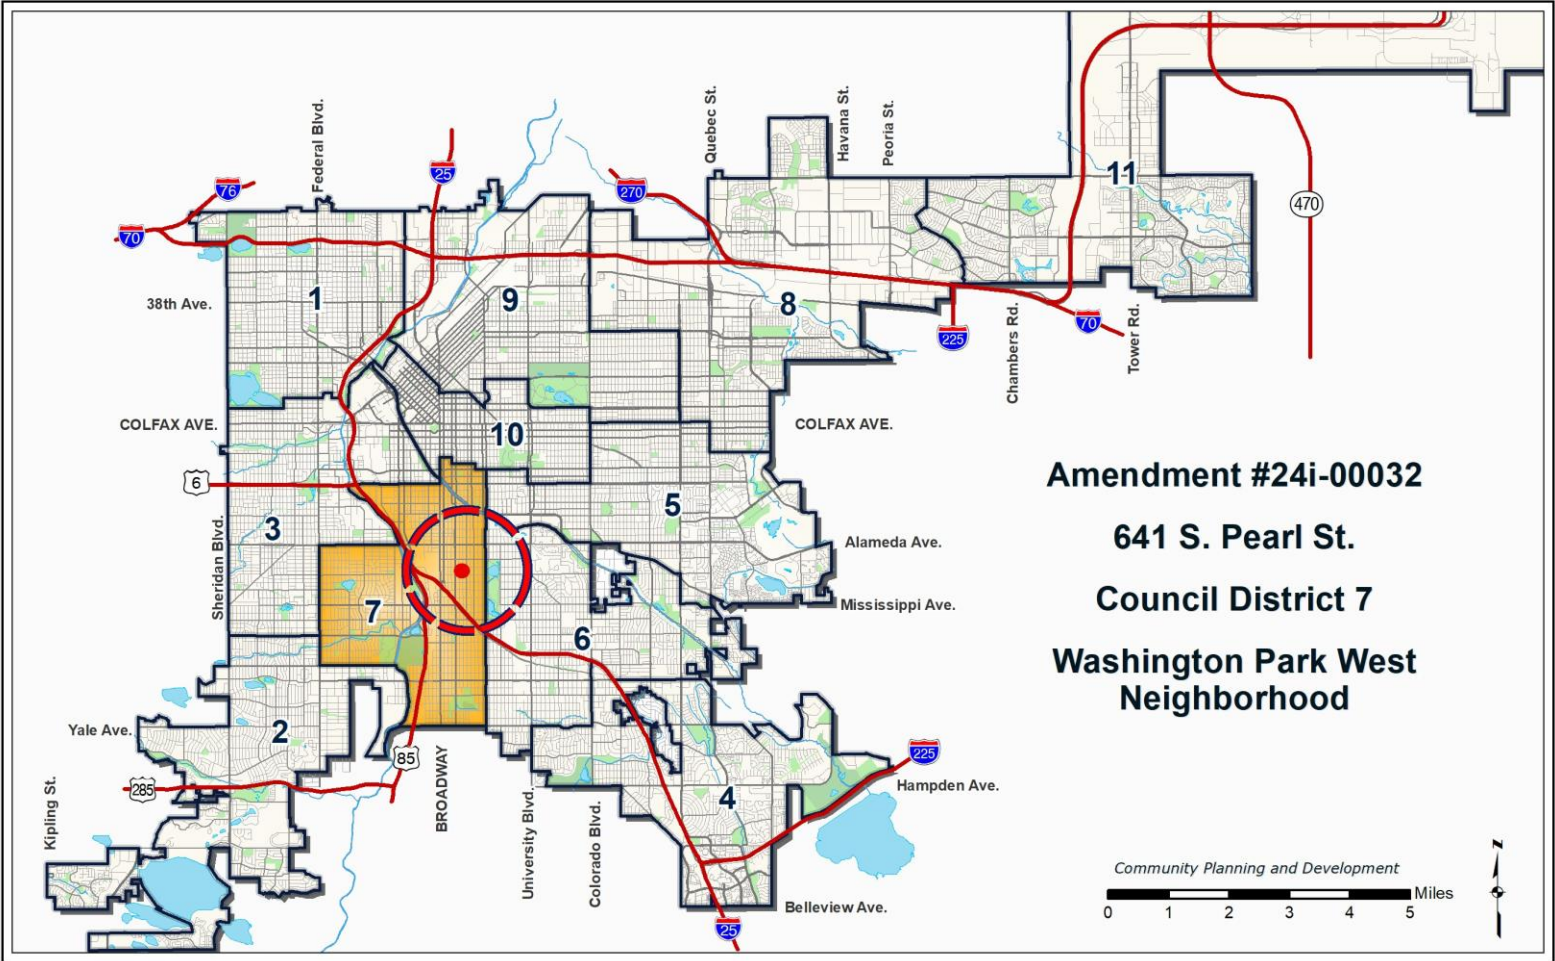 Federal Blvd.
Quebec St.
Havana St.
Peoria St.
76
25
270
11
70
470
38th Ave.
1
9
8
225
Chambers Rd.
70
Tower Rd.
COLFAX AVE.
10
COLFAX AVE.
6
3
5
Sheridan Blvd.
Alameda Ave.
7
Mississippi Ave.
6
Amendment #24i-00032
641 S. Pearl St.
Council District 7
Washington Park West
Neighborhood
Yale Ave.
2
85
BROADWAY
285
Kipling St.
University Blvd.
Colorado Blvd.
4
225
Hampden Ave.
Belleview Ave.
25
Community Planning and Development
Miles
0 1 2 3 4 5
N